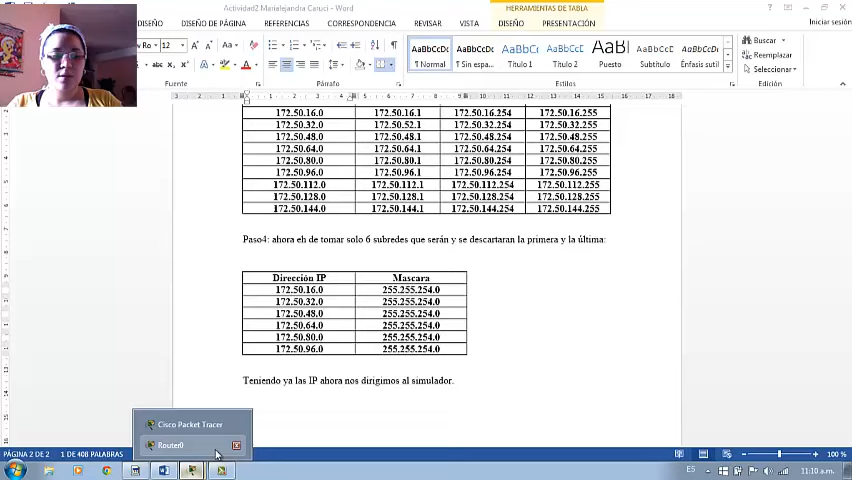 Actividad2 Marialejandra Caruci - Word
HERRAMIENTAS DE TABLA
DISEÑO DISEÑO DE PÁGINA REFERENCIAS CORRESPONDENCIA REVISAR VISTA DISEÑO PRESENTACIÓN Iniciar sesión
Ro 12 A A Aa
AaBbCcDc AaBbCcDc AaBbCc AaBbCcC AaB AaBbCcC AaBbCcDc
¶ Normal ¶ Sin espa... Título 1 Título 2 Puesto Subtítulo Énfasis sutil
Buscar
Reemplazar
Seleccionar
Fuente Párrafo Estilos Edición
172.50.16.0 172.50.16.1 172.50.16.254 172.50.16.255
172.50.32.0 172.50.52.1 172.50.32.254 172.50.32.255
172.50.48.0 172.50.48.1 172.50.48.254 172.50.48.255
172.50.64.0 172.50.64.1 172.50.64.254 172.50.64.255
172.50.80.0 172.50.80.1 172.50.80.254 172.50.80.255
172.50.96.0 172.50.96.1 172.50.96.254 172.50.96.255
172.50.112.0 172.50.112.1 172.50.112.254 172.50.112.255
172.50.128.0 172.50.128.1 172.50.128.254 172.50.128.255
172.50.144.0 172.50.144.1 172.50.144.254 172.50.144.255
Paso4: ahora eh de tomar solo 6 subredes que serán y se descartaran la primera y la última:
Dirección IP Mascara
172.50.16.0 255.255.254.0
172.50.32.0 255.255.254.0
172.50.48.0 255.255.254.0
172.50.64.0 255.255.254.0
172.50.80.0 255.255.254.0
172.50.96.0 255.255.254.0
Teniendo ya las IP ahora nos dirigimos al simulador.
Cisco Packet Tracer
Router0
PÁGINA 2 DE 2 1 DE 408 PALABRAS 100 %
ES 11:10 a.m.